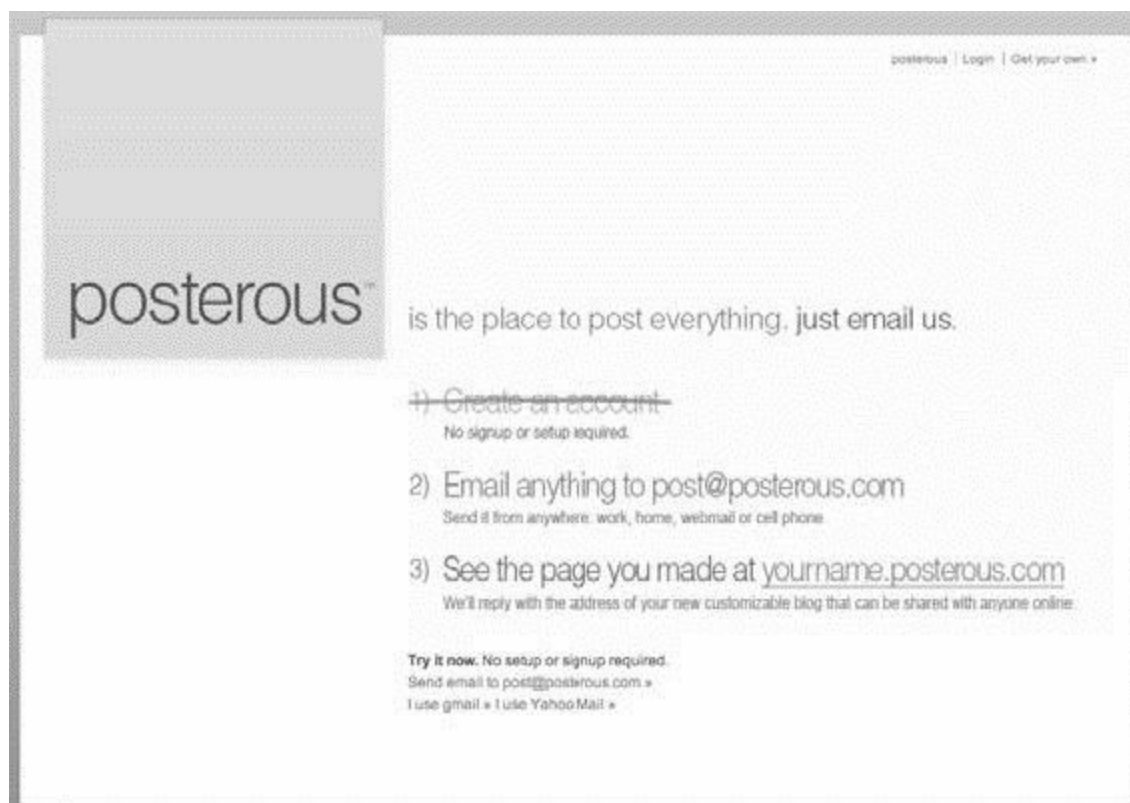 posterous | Login | Get your own »
posterous™
is the place to post everything, just email us.
1) Create an account
No signup or setup required.
2) Email anything to post@posterous.com
Send it from anywhere: work, home, webmail or cell phone
3) See the page you made at yourname.posterous.com
We'll reply with the address of your new customizable blog that can be shared with anyone online.
Try it now. No setup or signup required.
Send email to post@posterous.com »
I use gmail » I use Yahoo Mail »